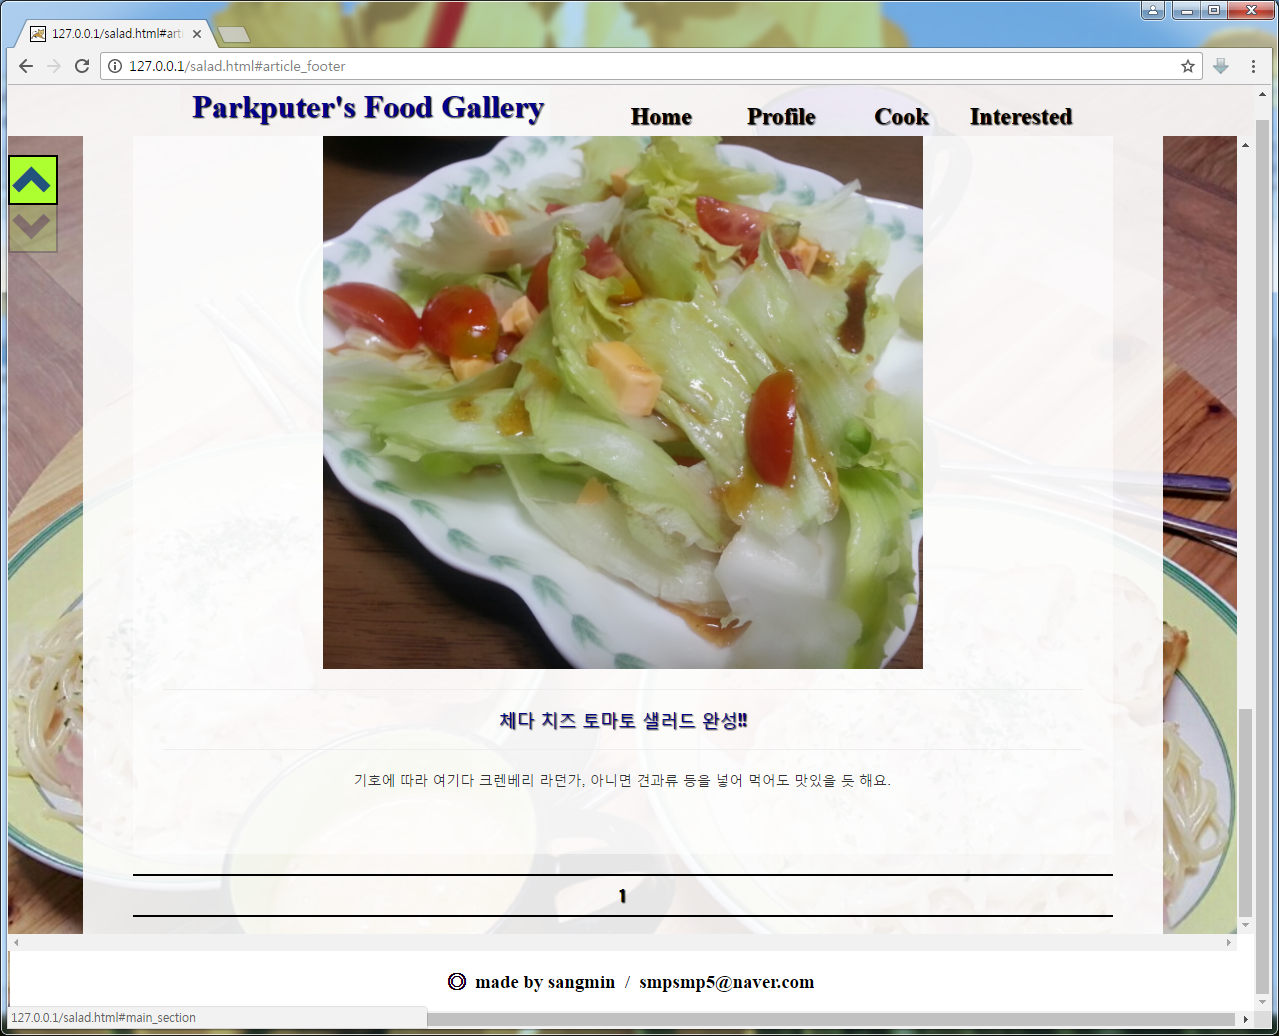 127.0.0.1/salad.html#arti
127.0.0.1/salad.html#article_footer
Parkputer's Food Gallery
Home Profile Cook Interested
체다 치즈 토마토 샐러드 완성!!
기호에 따라 여기다 크렌베리 라던가, 아니면 견과류 등을 넣어 먹어도 맛있을 듯 해요.
1
made by sangmin / smpsmp5@naver.com
127.0.0.1/salad.html#main_section